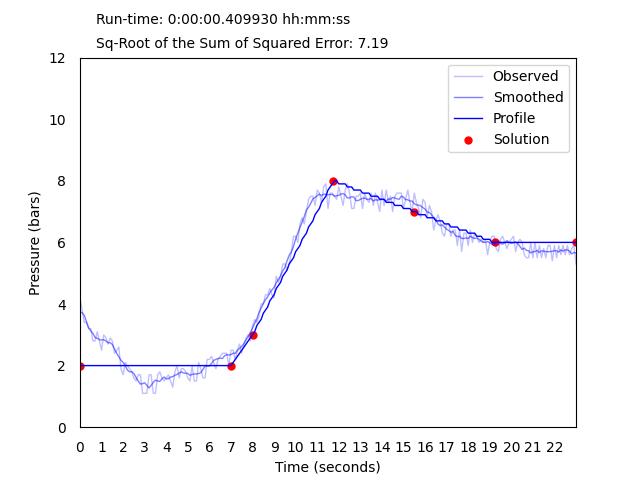 Run-time: 0:00:00.409930 hh:mm:ss
Sq-Root of the Sum of Squared Error: 7.19
12
10
8
6
4
2
0
Pressure (bars)
Observed
Smoothed
Profile
Solution
0 1 2 3 4 5 6 7 8 9 10 11 12 13 14 15 16 17 18 19 20 21 22
Time (seconds)